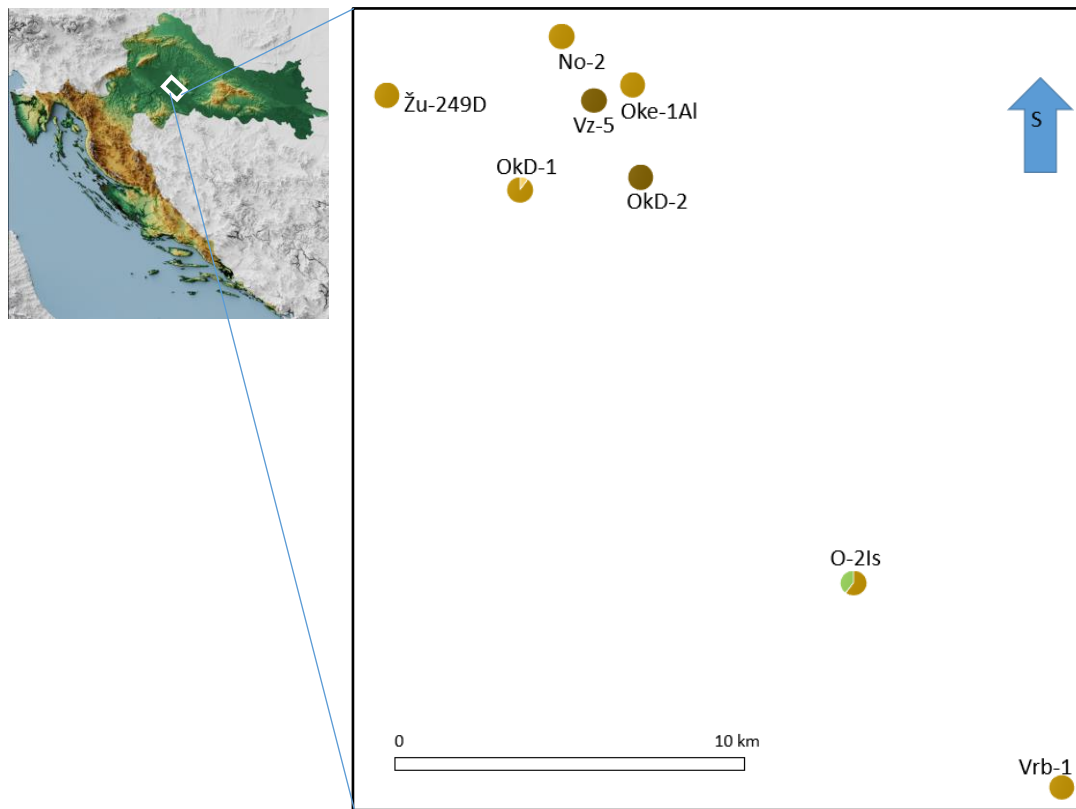 No-2
Žu-249D
Oke-1Al
Vz-5
S
OkD-1
OkD-2
O-2Is
0
10 km
Vrb-1